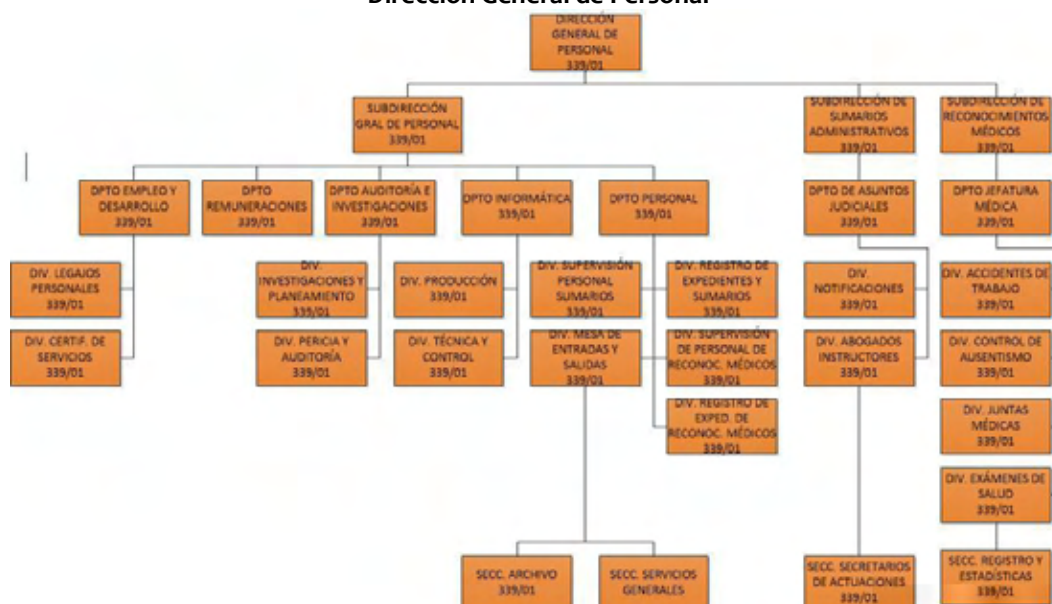 Dirección General de Personal
DIRECCIÓN
GENERAL DE
PERSONAL
339/01
SUBDIRECCIÓN
GRAL DE PERSONAL
339/01
SUBDIRECCIÓN DE
SUMARIOS
ADMINISTRATIVOS
339/01
SUBDIRECCIÓN DE
RECONOCIMIENTOS
MÉDICOS
339/01
DPTO EMPLEO Y
DESARROLLO
339/01
DPTO
REMUNERACIONES
339/01
DPTO AUDITORÍA E
INVESTIGACIONES
339/01
DPTO INFORMÁTICA
339/01
DPTO PERSONAL
339/01
DPTO DE ASUNTOS
JUDICIALES
339/01
DPTO JEFATURA
MÉDICA
339/01
DIV. LEGAJOS
PERSONALES
339/01
DIV.
INVESTIGACIONES Y
PLANEAMIENTO
339/01
DIV. PRODUCCIÓN
339/01
DIV. SUPERVISIÓN
PERSONAL
SUMARIOS
339/01
DIV. REGISTRO DE
EXPEDIENTES Y
SUMARIOS
339/01
DIV.
NOTIFICACIONES
339/01
DIV. ACCIDENTES DE
TRABAJO
339/01
DIV. CERTIF. DE
SERVICIOS
339/01
DIV. PERICIA Y
AUDITORÍA
339/01
DIV. TÉCNICA Y
CONTROL
339/01
DIV. MESA DE
ENTRADAS Y
SALIDAS
339/01
DIV. SUPERVISIÓN
DE PERSONAL DE
RECONOC. MÉDICOS
339/01
DIV. ABOGADOS
INSTRUCTORES
339/01
DIV. CONTROL DE
AUSENTISMO
339/01
DIV. REGISTRO DE
EXPED. DE
RECONOC. MÉDICOS
339/01
DIV. JUNTAS
MÉDICAS
339/01
DIV. EXÁMENES DE
SALUD
339/01
SECC. ARCHIVO
339/01
SECC. SERVICIOS
GENERALES
SECC. SECRETARIOS
DE ACTUACIONES
339/01
SECC. REGISTRO Y
ESTADÍSTICAS
339/01